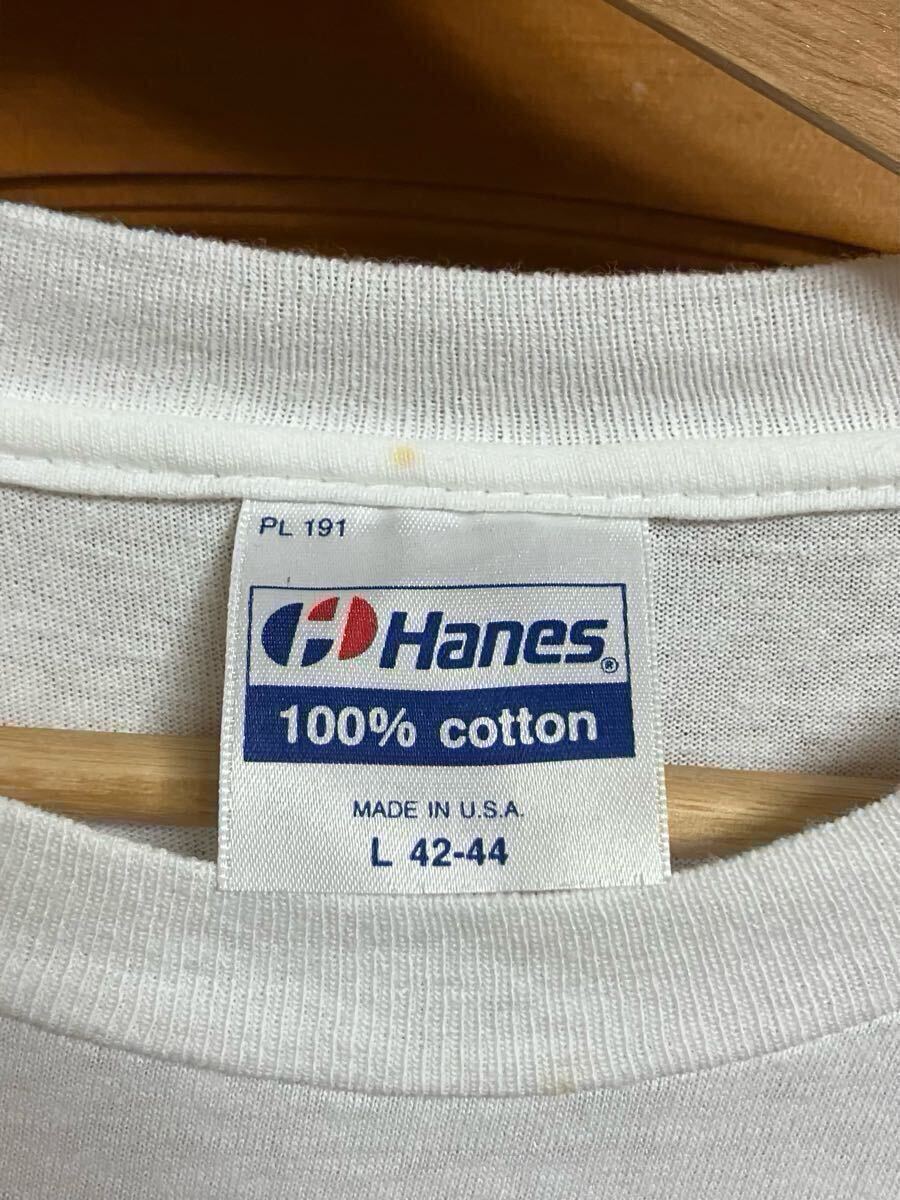 PL 191
Hanes®
100% cotton
MADE IN U.S.A.
L 42-44